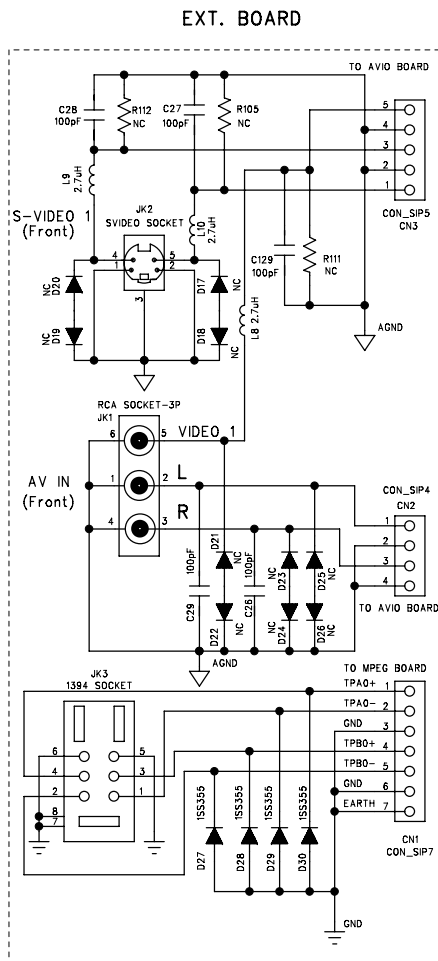 EXT. BOARD
TO AVIO BOARD
C28
100pF
R112
NC
C27
100pF
R105
NC
5
4
3
2
1
CON_SIP5
CN3
L9
2.7uH
S-VIDEO 1
(Front)
JK2
SVIDEO SOCKET
L10
2.7uH
4
1
5
2
3
NC
D20
NC
D19
D17
NC
D18
NC
C129
100pF
R111
NC
L8 2.7uH
AGND
RCA SOCKET-3P
JK1
6
5
VIDEO 1
AV IN
(Front)
1
2
L
4
3
R
CON_SIP4
CN2
1
2
3
4
TO AVIO BOARD
100pF
C29
D21
NC
D22
NC
100pF
C26
NC
D23
D24
NC
D25
NC
D26
NC
AGND
JK3
1394 SOCKET
TO MPEG BOARD
TPA0+
1
TPA0-
2
GND
3
TPB0+
4
TPB0-
5
GND
6
EARTH
7
6
5
4
3
2
1
8
7
1SS355
1SS355
1SS355
1SS355
D27
D28
D29
D30
CN1
CON_SIP7
GND